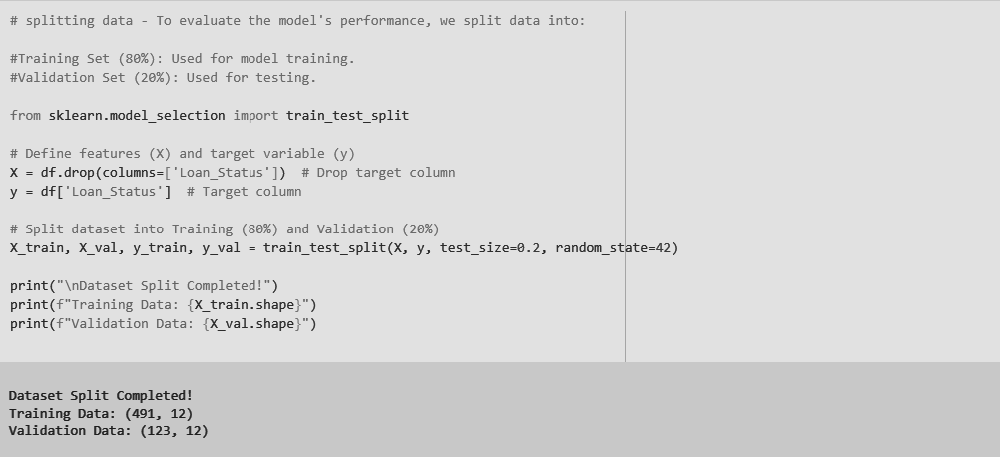 # splitting data - To evaluate the model's performance, we split data into:
#Training Set (80%): Used for model training.
#Validation Set (20%): Used for testing.
from sklearn.model_selection import train_test_split
# Define features (X) and target variable (y)
X = df.drop(columns=['Loan_Status'])  # Drop target column
y = df['Loan_Status']  # Target column
# Split dataset into Training (80%) and Validation (20%)
X_train, X_val, y_train, y_val = train_test_split(X, y, test_size=0.2, random_state=42)
print("\nDataset Split Completed!")
print(f"Training Data: {X_train.shape}")
print(f"Validation Data: {X_val.shape}")
Dataset Split Completed!
Training Data: (491, 12)
Validation Data: (123, 12)